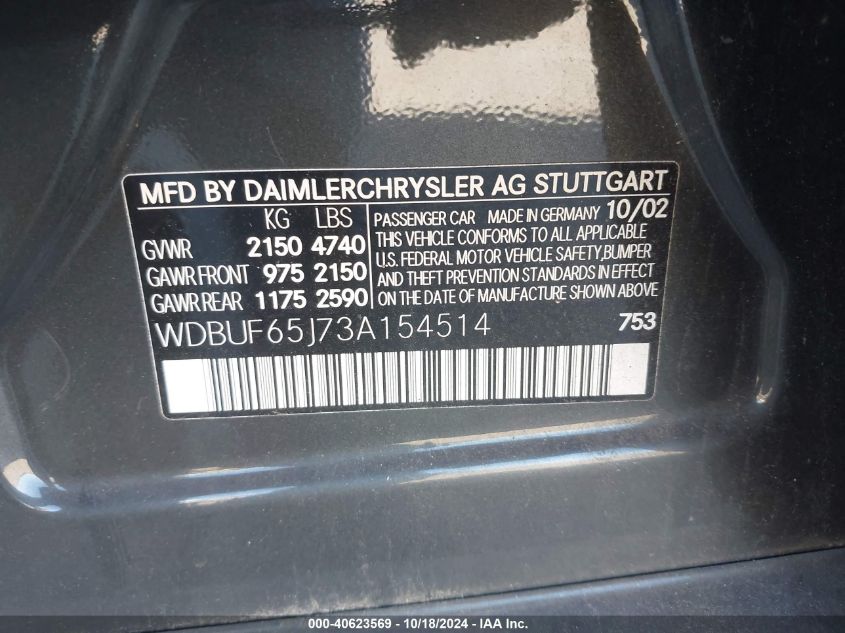 MFD BY DAIMLERCHRYSLER AG STUTTGART
KG LBS
GVWR 2150 4740
GAWR FRONT 975 2150
GAWR REAR 1175 2590
PASSENGER CAR MADE IN GERMANY 10/02
THIS VEHICLE CONFORMS TO ALL APPLICABLE
U.S. FEDERAL MOTOR VEHICLE SAFETY, BUMPER
AND THEFT PREVENTION STANDARDS IN EFFECT
ON THE DATE OF MANUFACTURE SHOWN ABOVE.
WDBUF65J73A154514 753
000-40623569 / 10/18/2024 - IAA Inc.